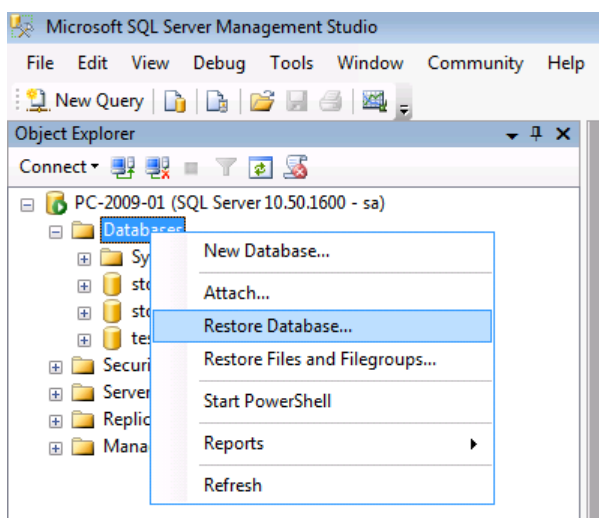 Microsoft SQL Server Management Studio
File Edit View Debug Tools Window Community Help
New Query
Object Explorer
Connect
PC-2009-01 (SQL Server 10.50.1600 - sa)
Databases
New Database...
Attach...
Restore Database...
Restore Files and Filegroups...
Start PowerShell
Reports
Refresh